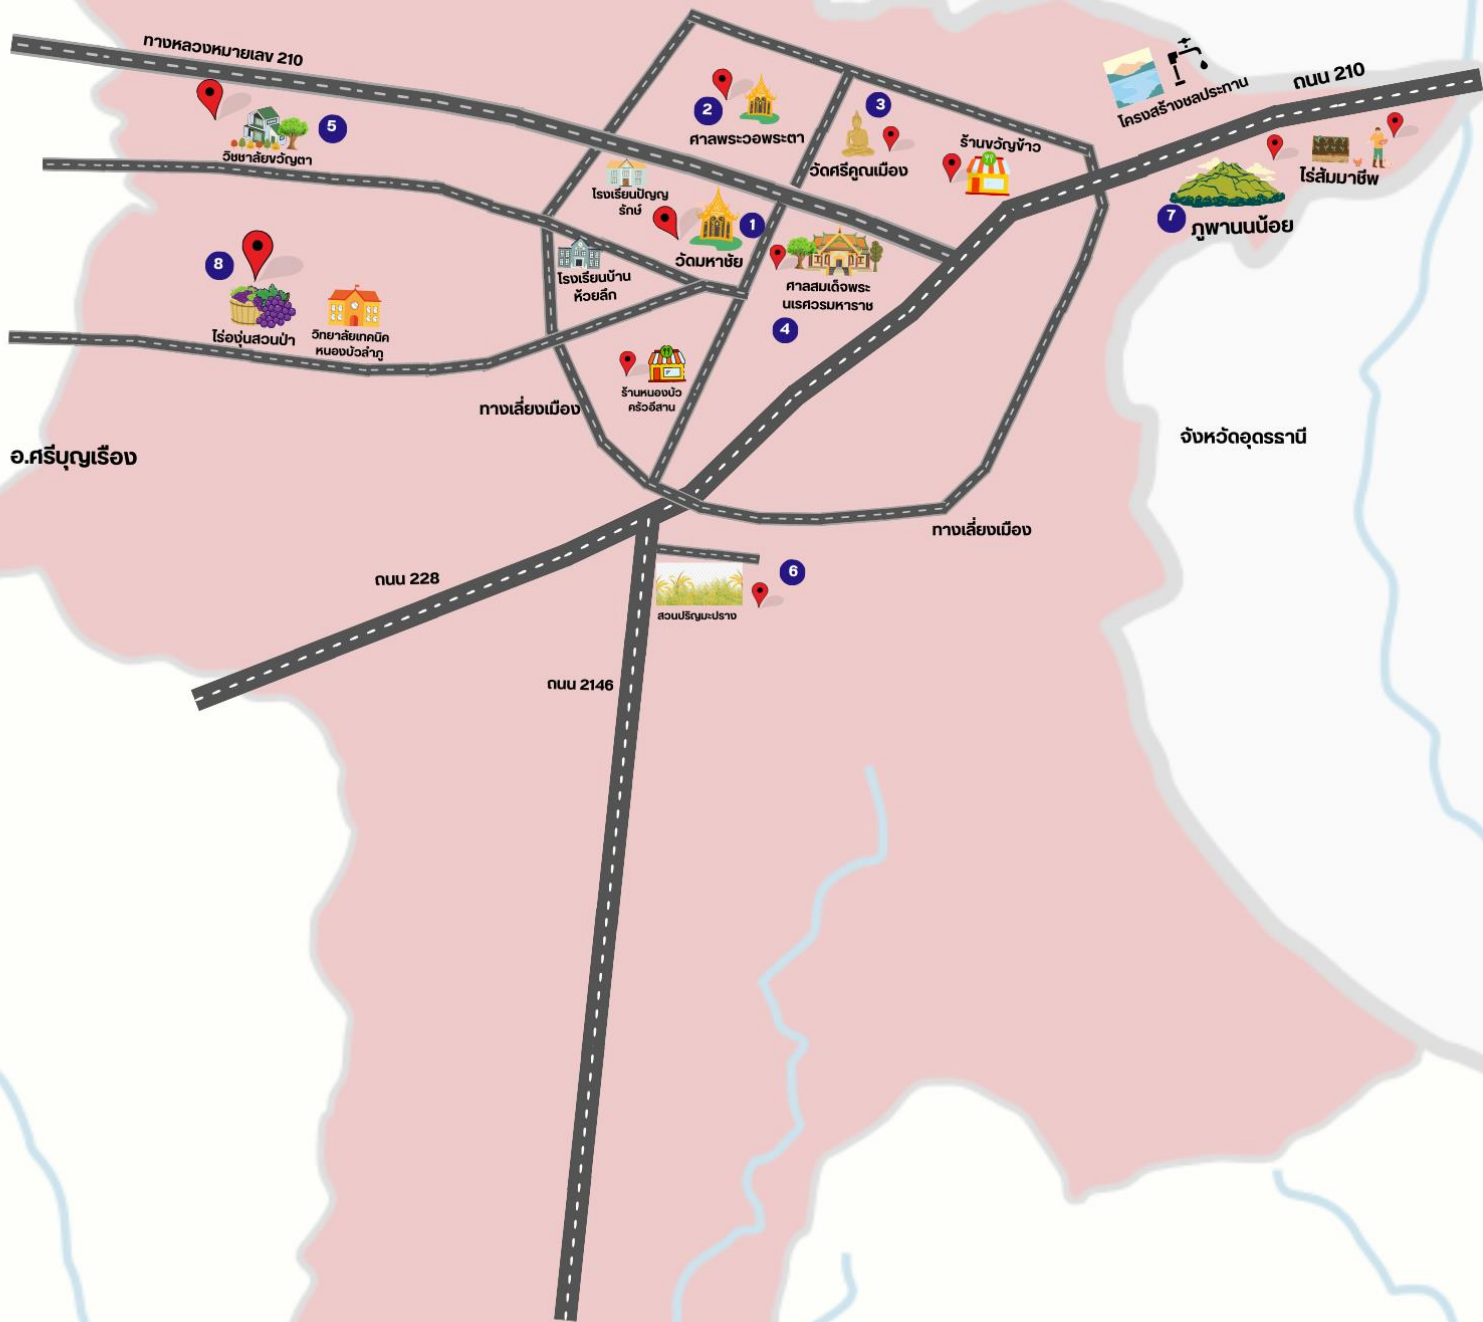 ทางหลวงหมายเลข 210
ถนน 210
โครงสร้างชลประทาน
2
ศาลพระวอพระตา
3
วัดศรีคูณเมือง
ร้านขวัญข้าว
5
วิชชาลัยขวัญตา
ไร่สัมมาชีพ
7
ภูพานน้อย
โรงเรียนปัญญ
รักษ์
1
วัดมหาชัย
โรงเรียนบ้าน
ห้วยลึก
ศาลสมเด็จพระ
นเรศวรมหาราช
4
8
ไร่องุ่นสวนป่า
วิทยาลัยเทคนิค
หนองบัวลำภู
ร้านหนองบัว
ครัวอีสาน
ทางเลี่ยงเมือง
อ.ศรีบุญเรือง
จังหวัดอุดรธานี
ทางเลี่ยงเมือง
ถนน 228
6
สวนปริญมะปราง
ถนน 2146